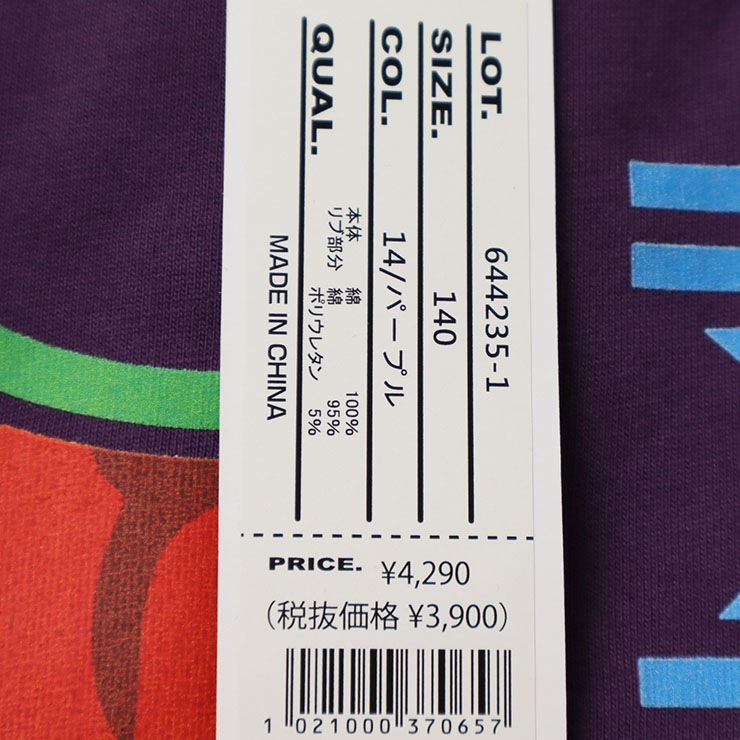 LOT. 644235-1
SIZE. 140
COL. 14/パープル
QUAL. 本体 綿 100%
リブ部分 綿 95%
ポリウレタン 5%
MADE IN CHINA
PRICE. ¥4,290
(税抜価格 ¥3,900)
1 021000 370657